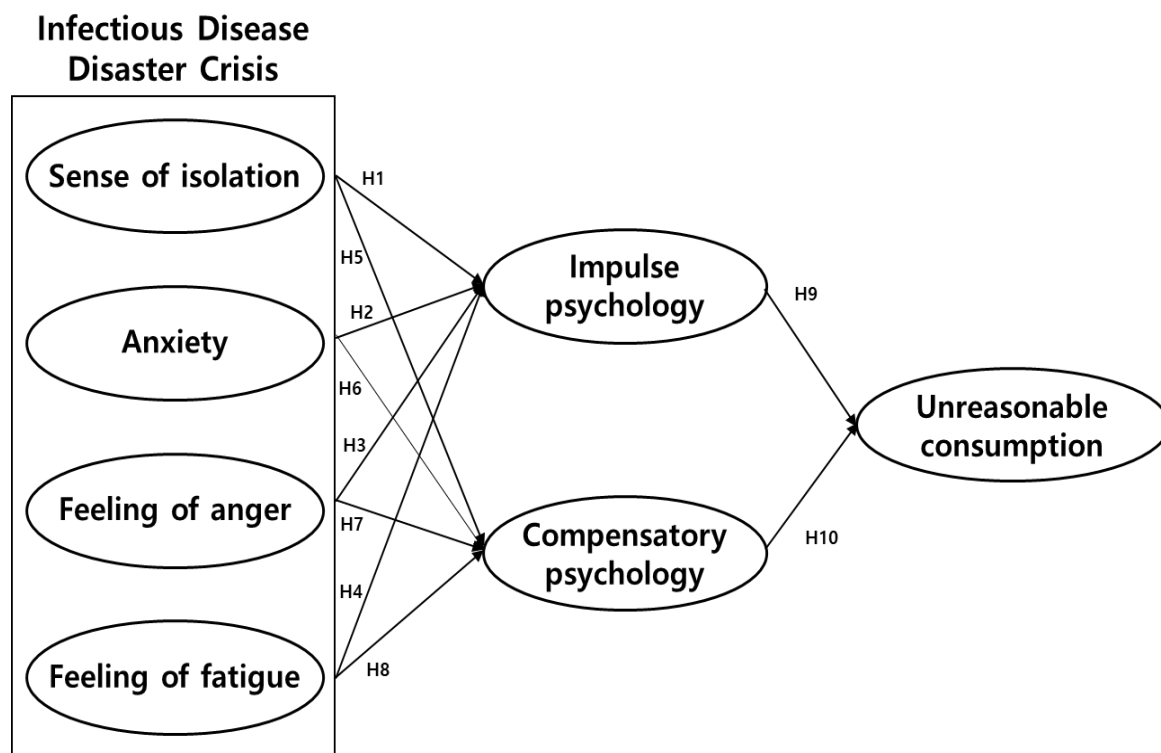 Infectious Disease
Disaster Crisis
Sense of isolation
Anxiety
Feeling of anger
Feeling of fatigue
H1
H5
H2
H6
H3
H7
H4
H8
Impulse
psychology
Compensatory
psychology
H9
H10
Unreasonable
consumption